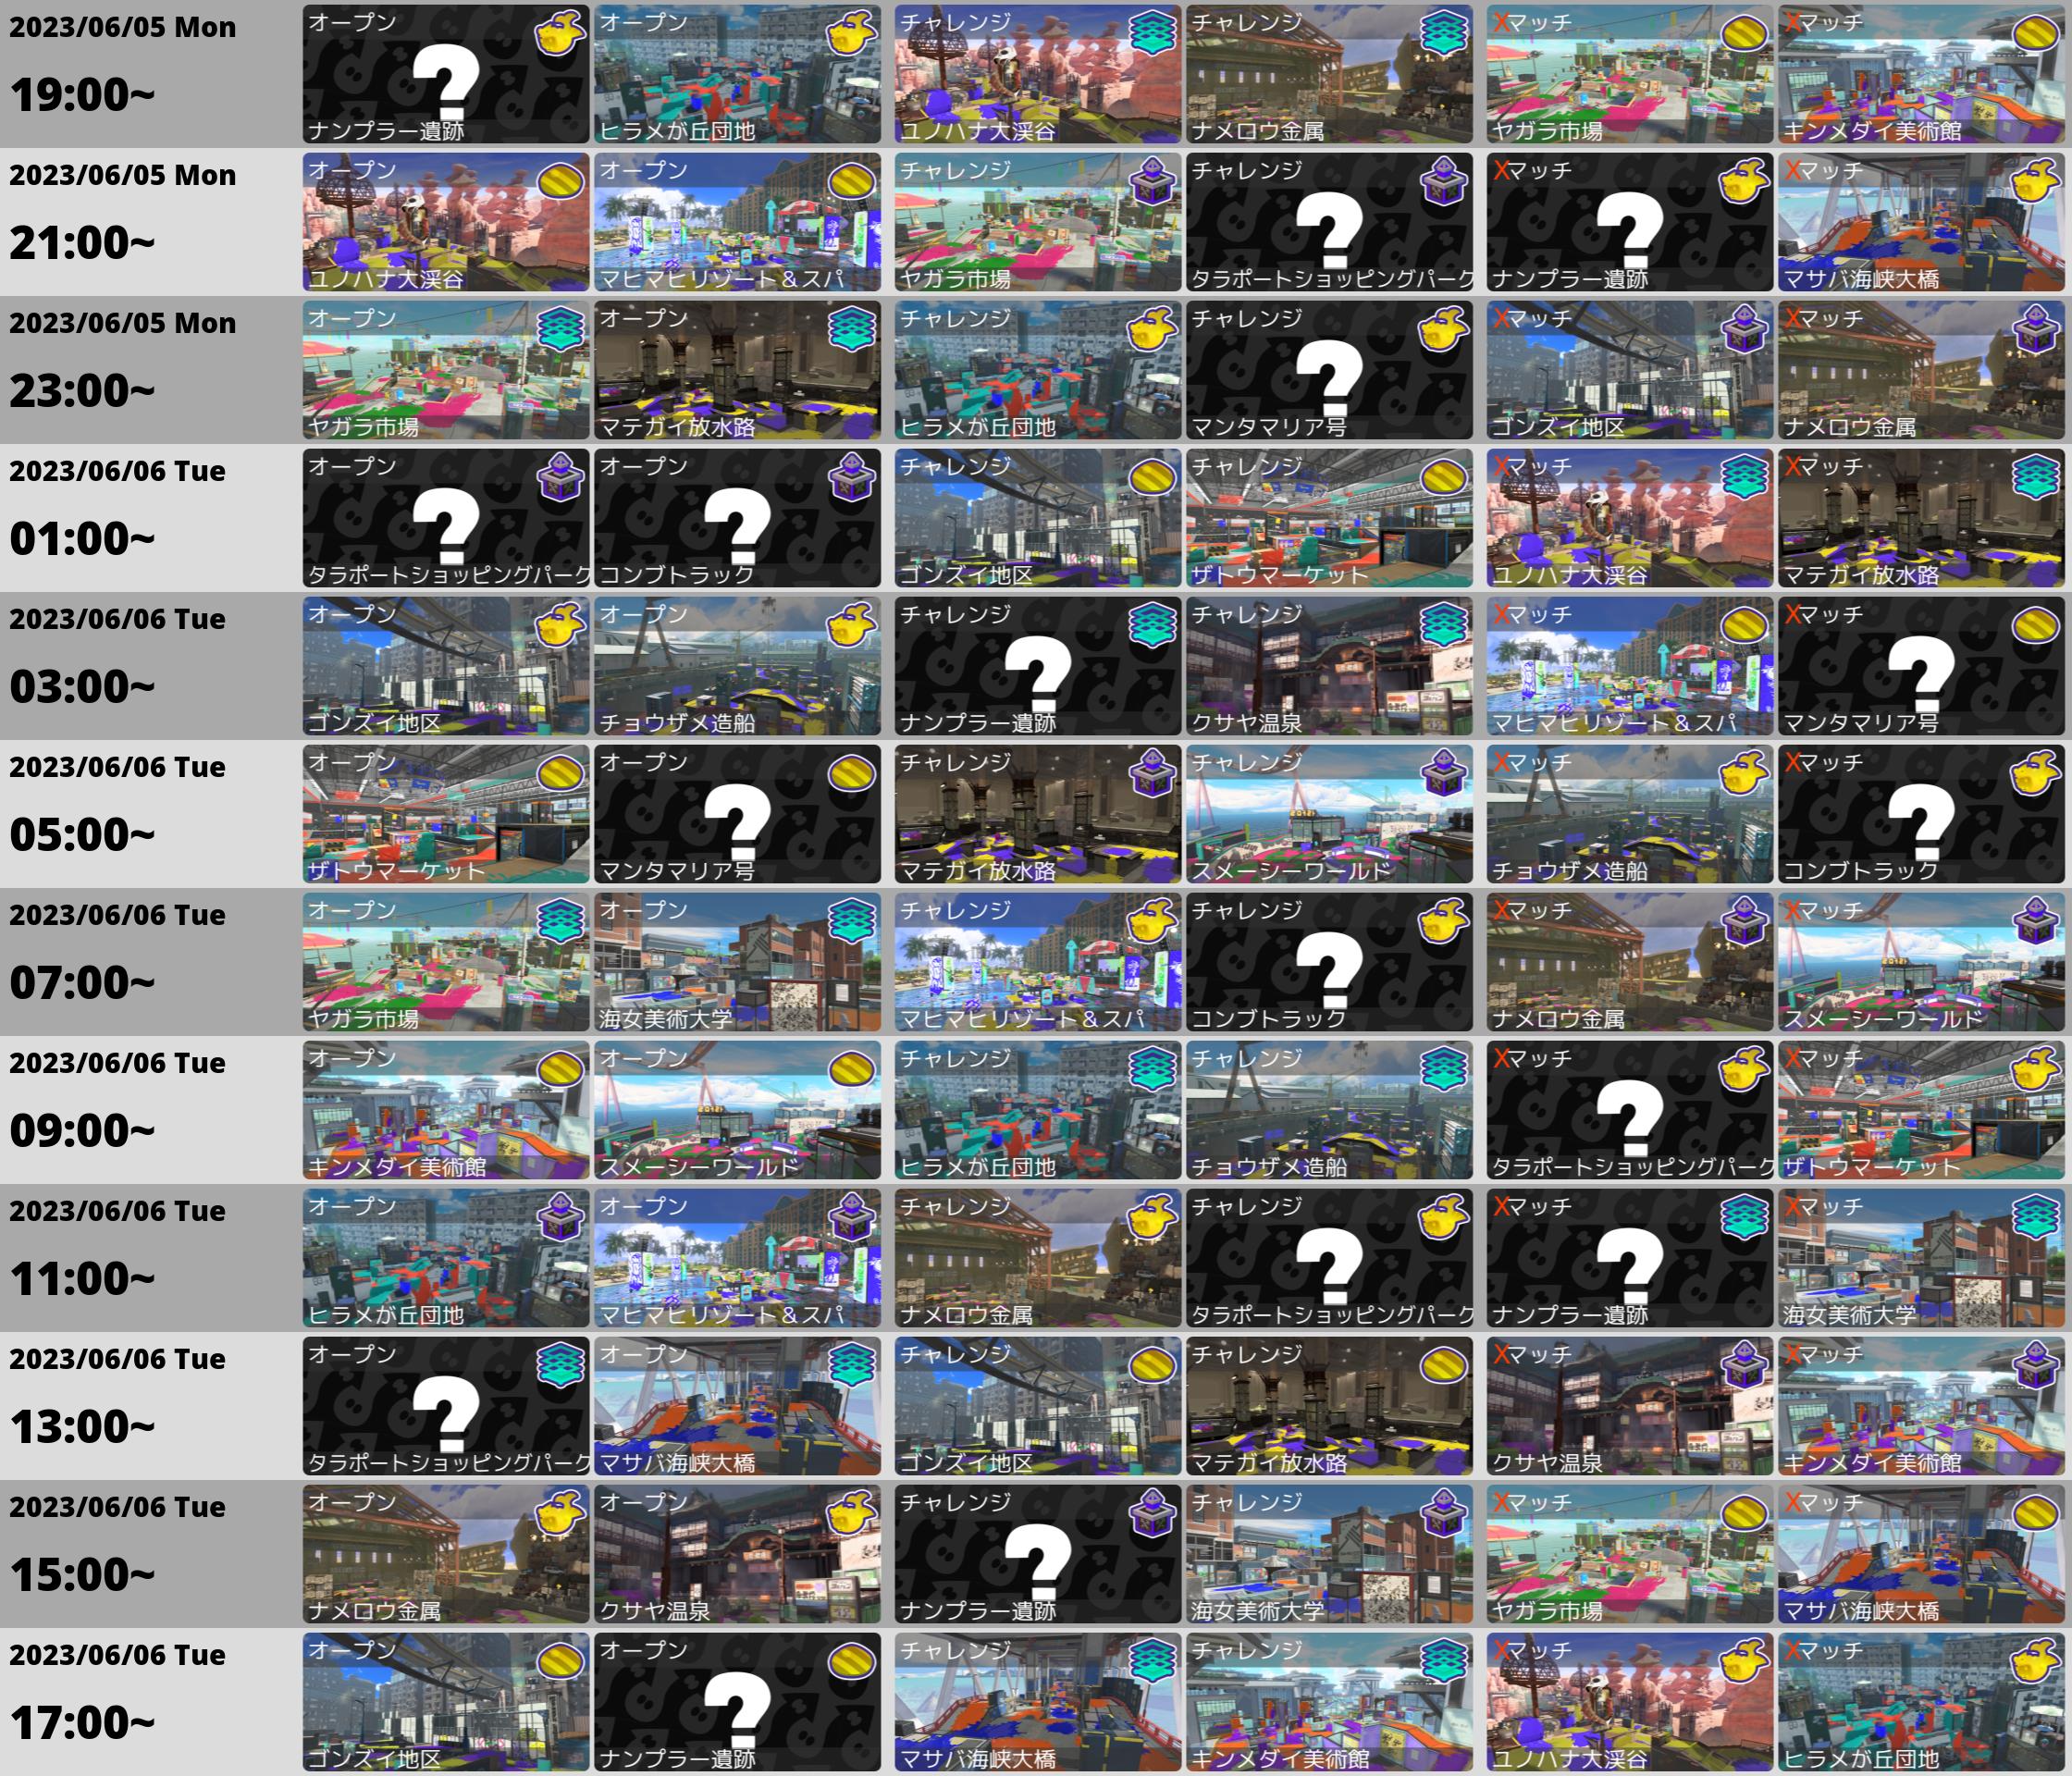 2023/06/05 Mon
19:00~
オープン
ナンプラー遺跡
オープン
ヒラメが丘団地
チャレンジ
ユノハナ大渓谷
チャレンジ
ナメロウ金属
Xマッチ
ヤガラ市場
Xマッチ
キンメダイ美術館
2023/06/05 Mon
21:00~
オープン
ユノハナ大渓谷
オープン
マヒマヒリゾート＆スパ
チャレンジ
ヤガラ市場
チャレンジ
タラポートショッピングパーク
Xマッチ
ナンプラー遺跡
Xマッチ
マサバ海峡大橋
2023/06/05 Mon
23:00~
オープン
ヤガラ市場
オープン
マテガイ放水路
チャレンジ
ヒラメが丘団地
チャレンジ
マンタマリア号
Xマッチ
ゴンズイ地区
Xマッチ
ナメロウ金属
2023/06/06 Tue
01:00~
オープン
タラポートショッピングパーク
オープン
コンブトラック
チャレンジ
ゴンズイ地区
チャレンジ
ザトウマーケット
Xマッチ
ユノハナ大渓谷
Xマッチ
マテガイ放水路
2023/06/06 Tue
03:00~
オープン
ゴンズイ地区
オープン
チョウザメ造船
チャレンジ
ナンプラー遺跡
チャレンジ
クサヤ温泉
Xマッチ
マヒマヒリゾート＆スパ
Xマッチ
マンタマリア号
2023/06/06 Tue
05:00~
オープン
ザトウマーケット
オープン
マンタマリア号
チャレンジ
マテガイ放水路
チャレンジ
スメーシーワールド
Xマッチ
チョウザメ造船
Xマッチ
コンブトラック
2023/06/06 Tue
07:00~
オープン
ヤガラ市場
オープン
海女美術大学
チャレンジ
マヒマヒリゾート＆スパ
チャレンジ
コンブトラック
Xマッチ
ナメロウ金属
Xマッチ
スメーシーワールド
2023/06/06 Tue
09:00~
オープン
キンメダイ美術館
オープン
スメーシーワールド
チャレンジ
ヒラメが丘団地
チャレンジ
チョウザメ造船
Xマッチ
タラポートショッピングパーク
Xマッチ
ザトウマーケット
2023/06/06 Tue
11:00~
オープン
ヒラメが丘団地
オープン
マヒマヒリゾート＆スパ
チャレンジ
ナメロウ金属
チャレンジ
タラポートショッピングパーク
Xマッチ
ナンプラー遺跡
Xマッチ
海女美術大学
2023/06/06 Tue
13:00~
オープン
タラポートショッピングパーク
オープン
マサバ海峡大橋
チャレンジ
ゴンズイ地区
チャレンジ
マテガイ放水路
Xマッチ
クサヤ温泉
Xマッチ
キンメダイ美術館
2023/06/06 Tue
15:00~
オープン
ナメロウ金属
オープン
クサヤ温泉
チャレンジ
ナンプラー遺跡
チャレンジ
海女美術大学
Xマッチ
ヤガラ市場
Xマッチ
マサバ海峡大橋
2023/06/06 Tue
17:00~
オープン
ゴンズイ地区
オープン
ナンプラー遺跡
チャレンジ
マサバ海峡大橋
チャレンジ
キンメダイ美術館
Xマッチ
ユノハナ大渓谷
Xマッチ
ヒラメが丘団地